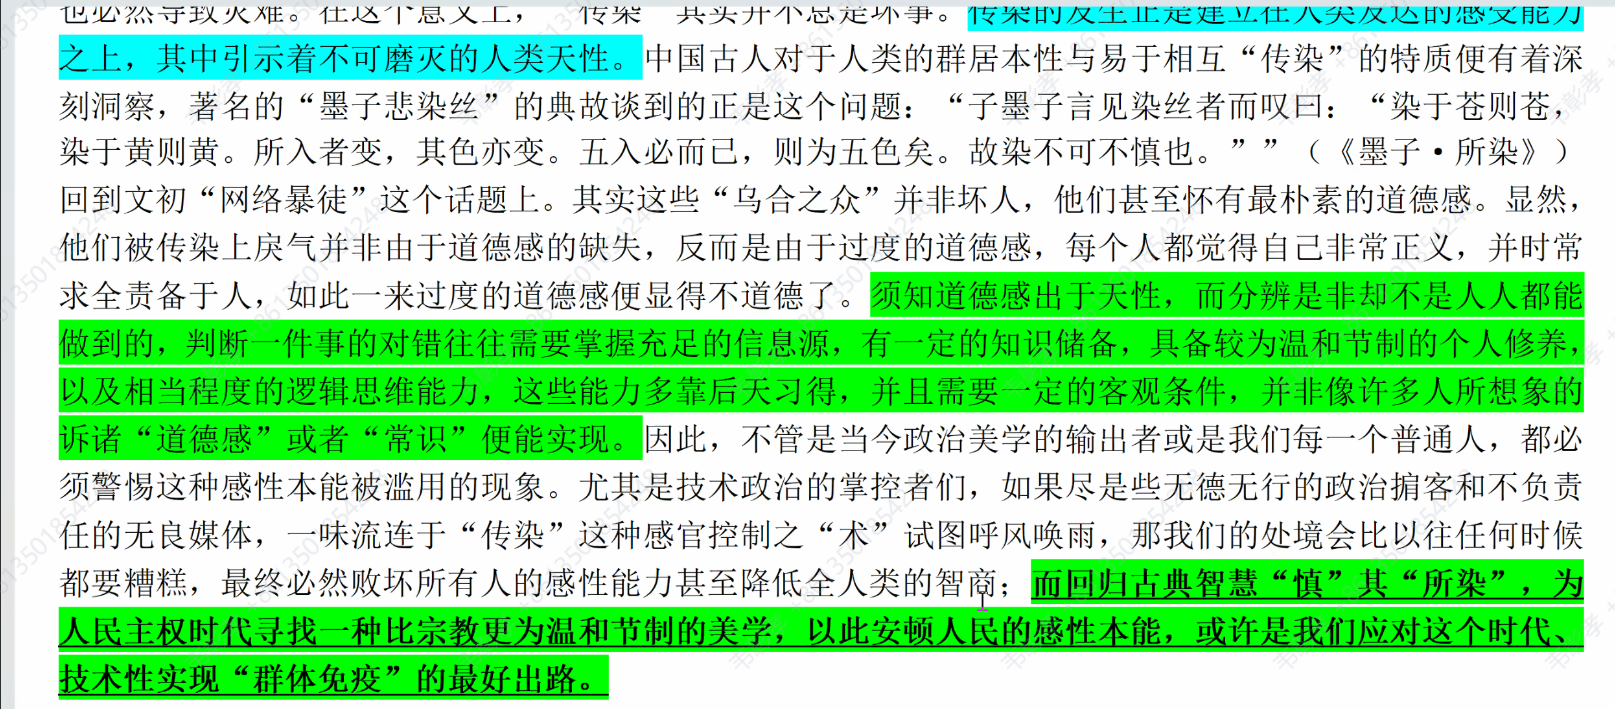 也必然导致灾难。在这个意义上，“传染”其实并不总是坏事。传染的发生正是建立在人类发达的感受能力
之上，其中引示着不可磨灭的人类天性。中国古人对于人类的群居本性与易于相互“传染”的特质便有着深
刻洞察，著名的“墨子悲染丝”的典故谈到的正是这个问题：“子墨子言见染丝者而叹曰：“染于苍则苍，
染于黄则黄。所入者变，其色亦变。五入必而已，则为五色矣。故染不可不慎也。””（《墨子•所染》）
回到文初“网络暴徒”这个话题上。其实这些“乌合之众”并非坏人，他们甚至怀有最朴素的道德感。显然，
他们被传染上戾气并非由于道德感的缺失，反而是由于过度的道德感，每个人都觉得自己非常正义，并时常
求全责备于人，如此一来过度的道德感便显得不道德了。须知道德感出于天性，而分辨是非却不是人人都能
做到的，判断一件事的对错往往需要掌握充足的信息源，有一定的知识储备，具备较为温和节制的个人修养，
以及相当程度的逻辑思维能力，这些能力多靠后天习得，并且需要一定的客观条件，并非像许多人所想象的
诉诸“道德感”或者“常识”便能实现。因此，不管是当今政治美学的输出者或是我们每一个普通人，都必
须警惕这种感性本能被滥用的现象。尤其是技术政治的掌控者们，如果尽是些无德无行的政治掮客和不负责
任的无良媒体，一味流连于“传染”这种感官控制之“术”试图呼风唤雨，那我们的处境会比以往任何时候
都要糟糕，最终必然败坏所有人的感性能力甚至降低全人类的智商；而回归古典智慧“慎”其“所染”，为
人民主权时代寻找一种比宗教更为温和节制的美学，以此安顿人民的感性本能，或许是我们应对这个时代、
技术性实现“群体免疫”的最好出路。